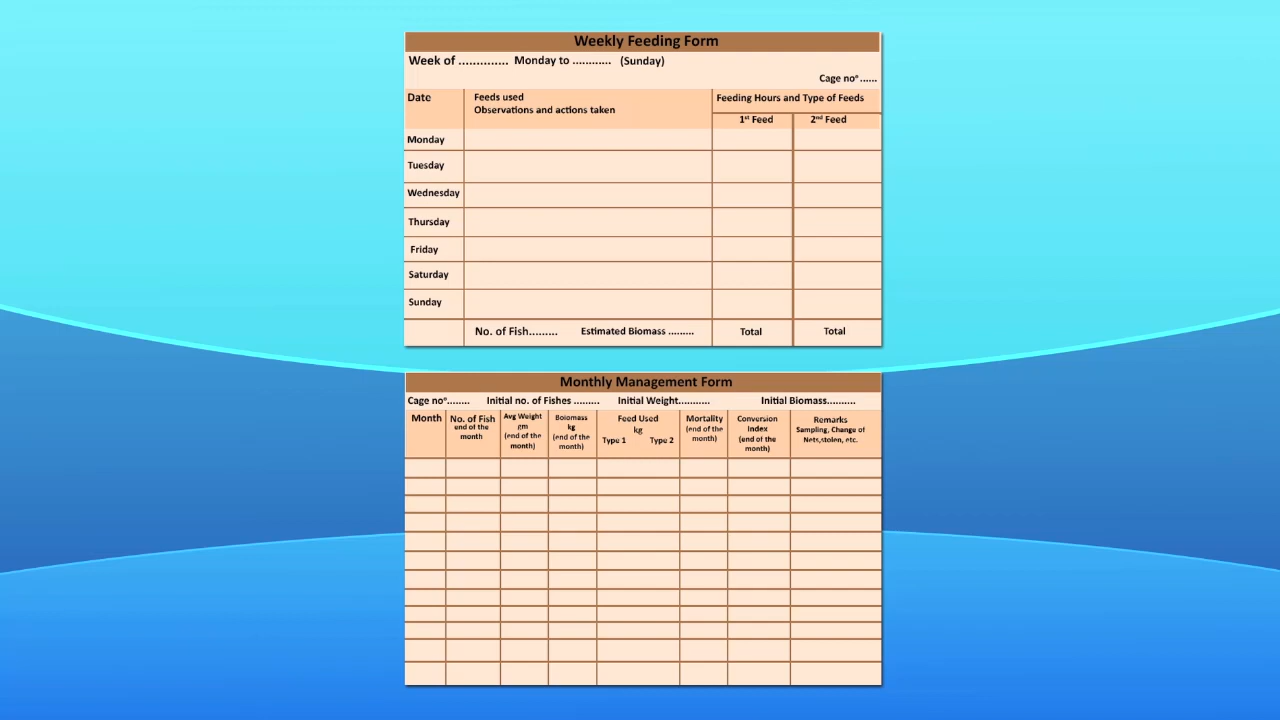 Weekly Feeding Form
Week of .............. Monday to ............ (Sunday)
Cage noº......
Date Feeds used Feeding Hours and Type of Feeds
Observations and actions taken
1st Feed 2nd Feed
Monday
Tuesday
Wednesday
Thursday
Friday
Saturday
Sunday
No. of Fish......... Estimated Biomass ......... Total Total
Monthly Management Form
Cage noº........ Initial no. of Fishes ......... Initial Weight........... Initial Biomass..........
Month
No. of Fish
end of the
month
Avg Weight
gm
(end of the
month)
Boiomass
kg
(end of the
month)
Feed Used
kg
Type 1 Type 2
Mortality
(end of the
month)
Conversion
Index
(end of the
month)
Remarks
Sampling, Change of
Nets,stolen, etc.